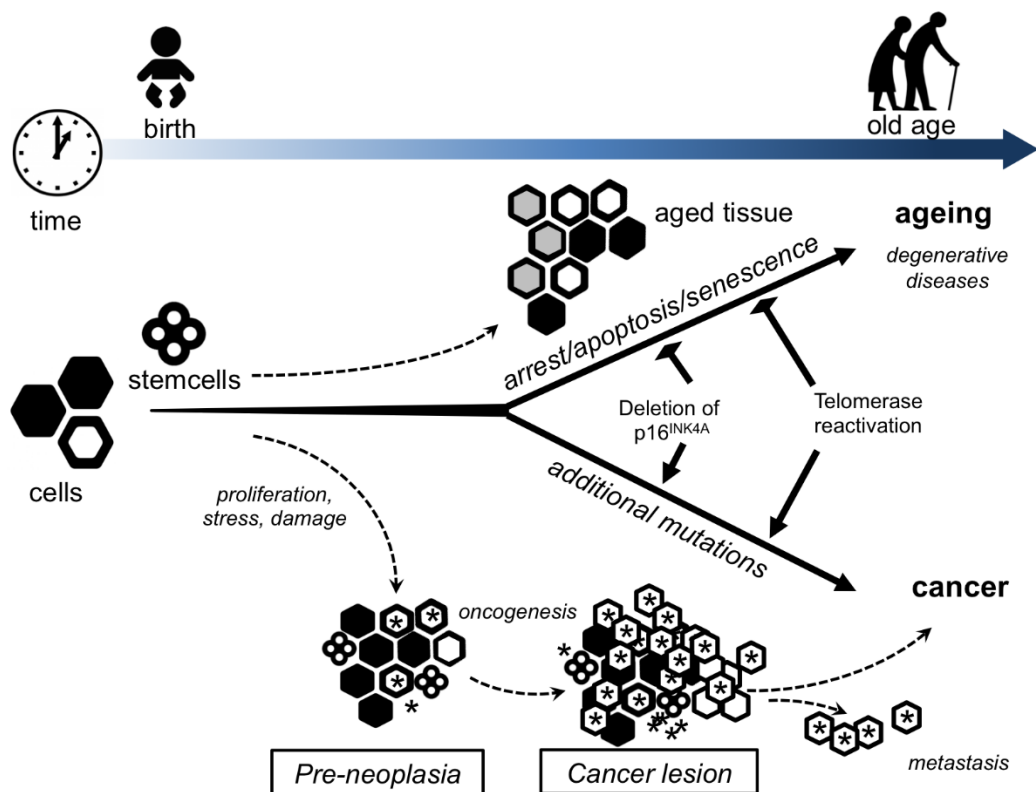 birth
old age
time
aged tissue
ageing
degenerative
diseases
arrest/apoptosis/senescence
stemcells
cells
Deletion of
p16INK4A
Telomerase
reactivation
proliferation,
stress, damage
additional mutations
cancer
oncogenesis
Pre-neoplasia
Cancer lesion
metastasis